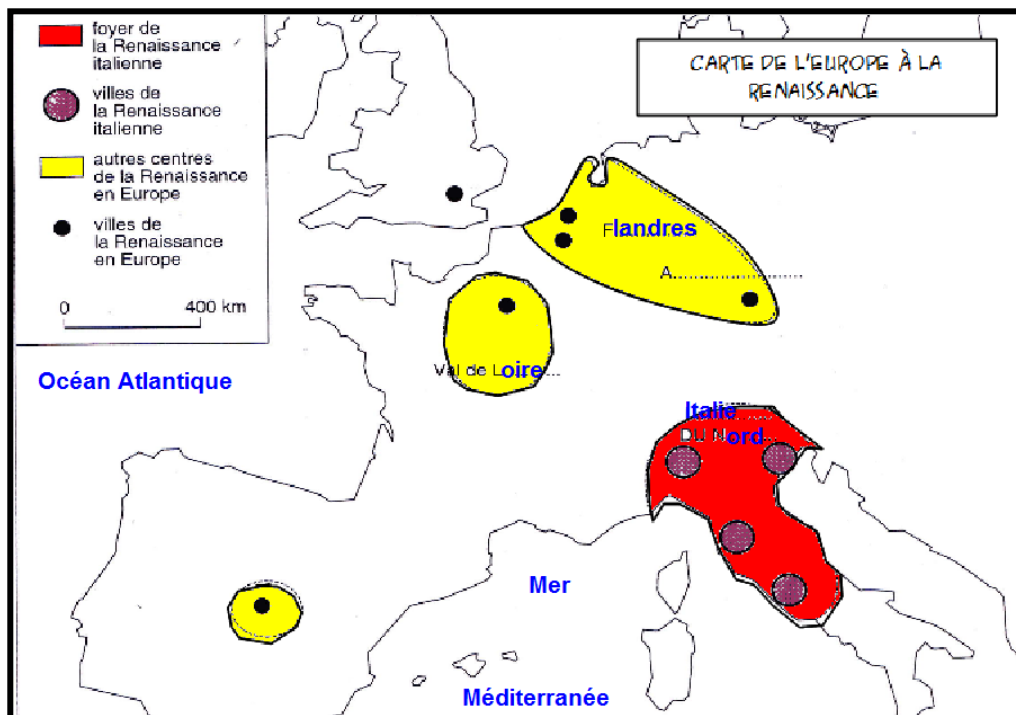 foyer de
la Renaissance
italienne
villes de
la Renaissance
italienne
autres centres
de la Renaissance
en Europe
villes de
la Renaissance
en Europe
0 400 km
CARTE DE L'EUROPE À LA
RENAISSANCE
Flandres
A....................
Val de Loire...
Océan Atlantique
Italie
DU Nord
Mer
Méditerranée